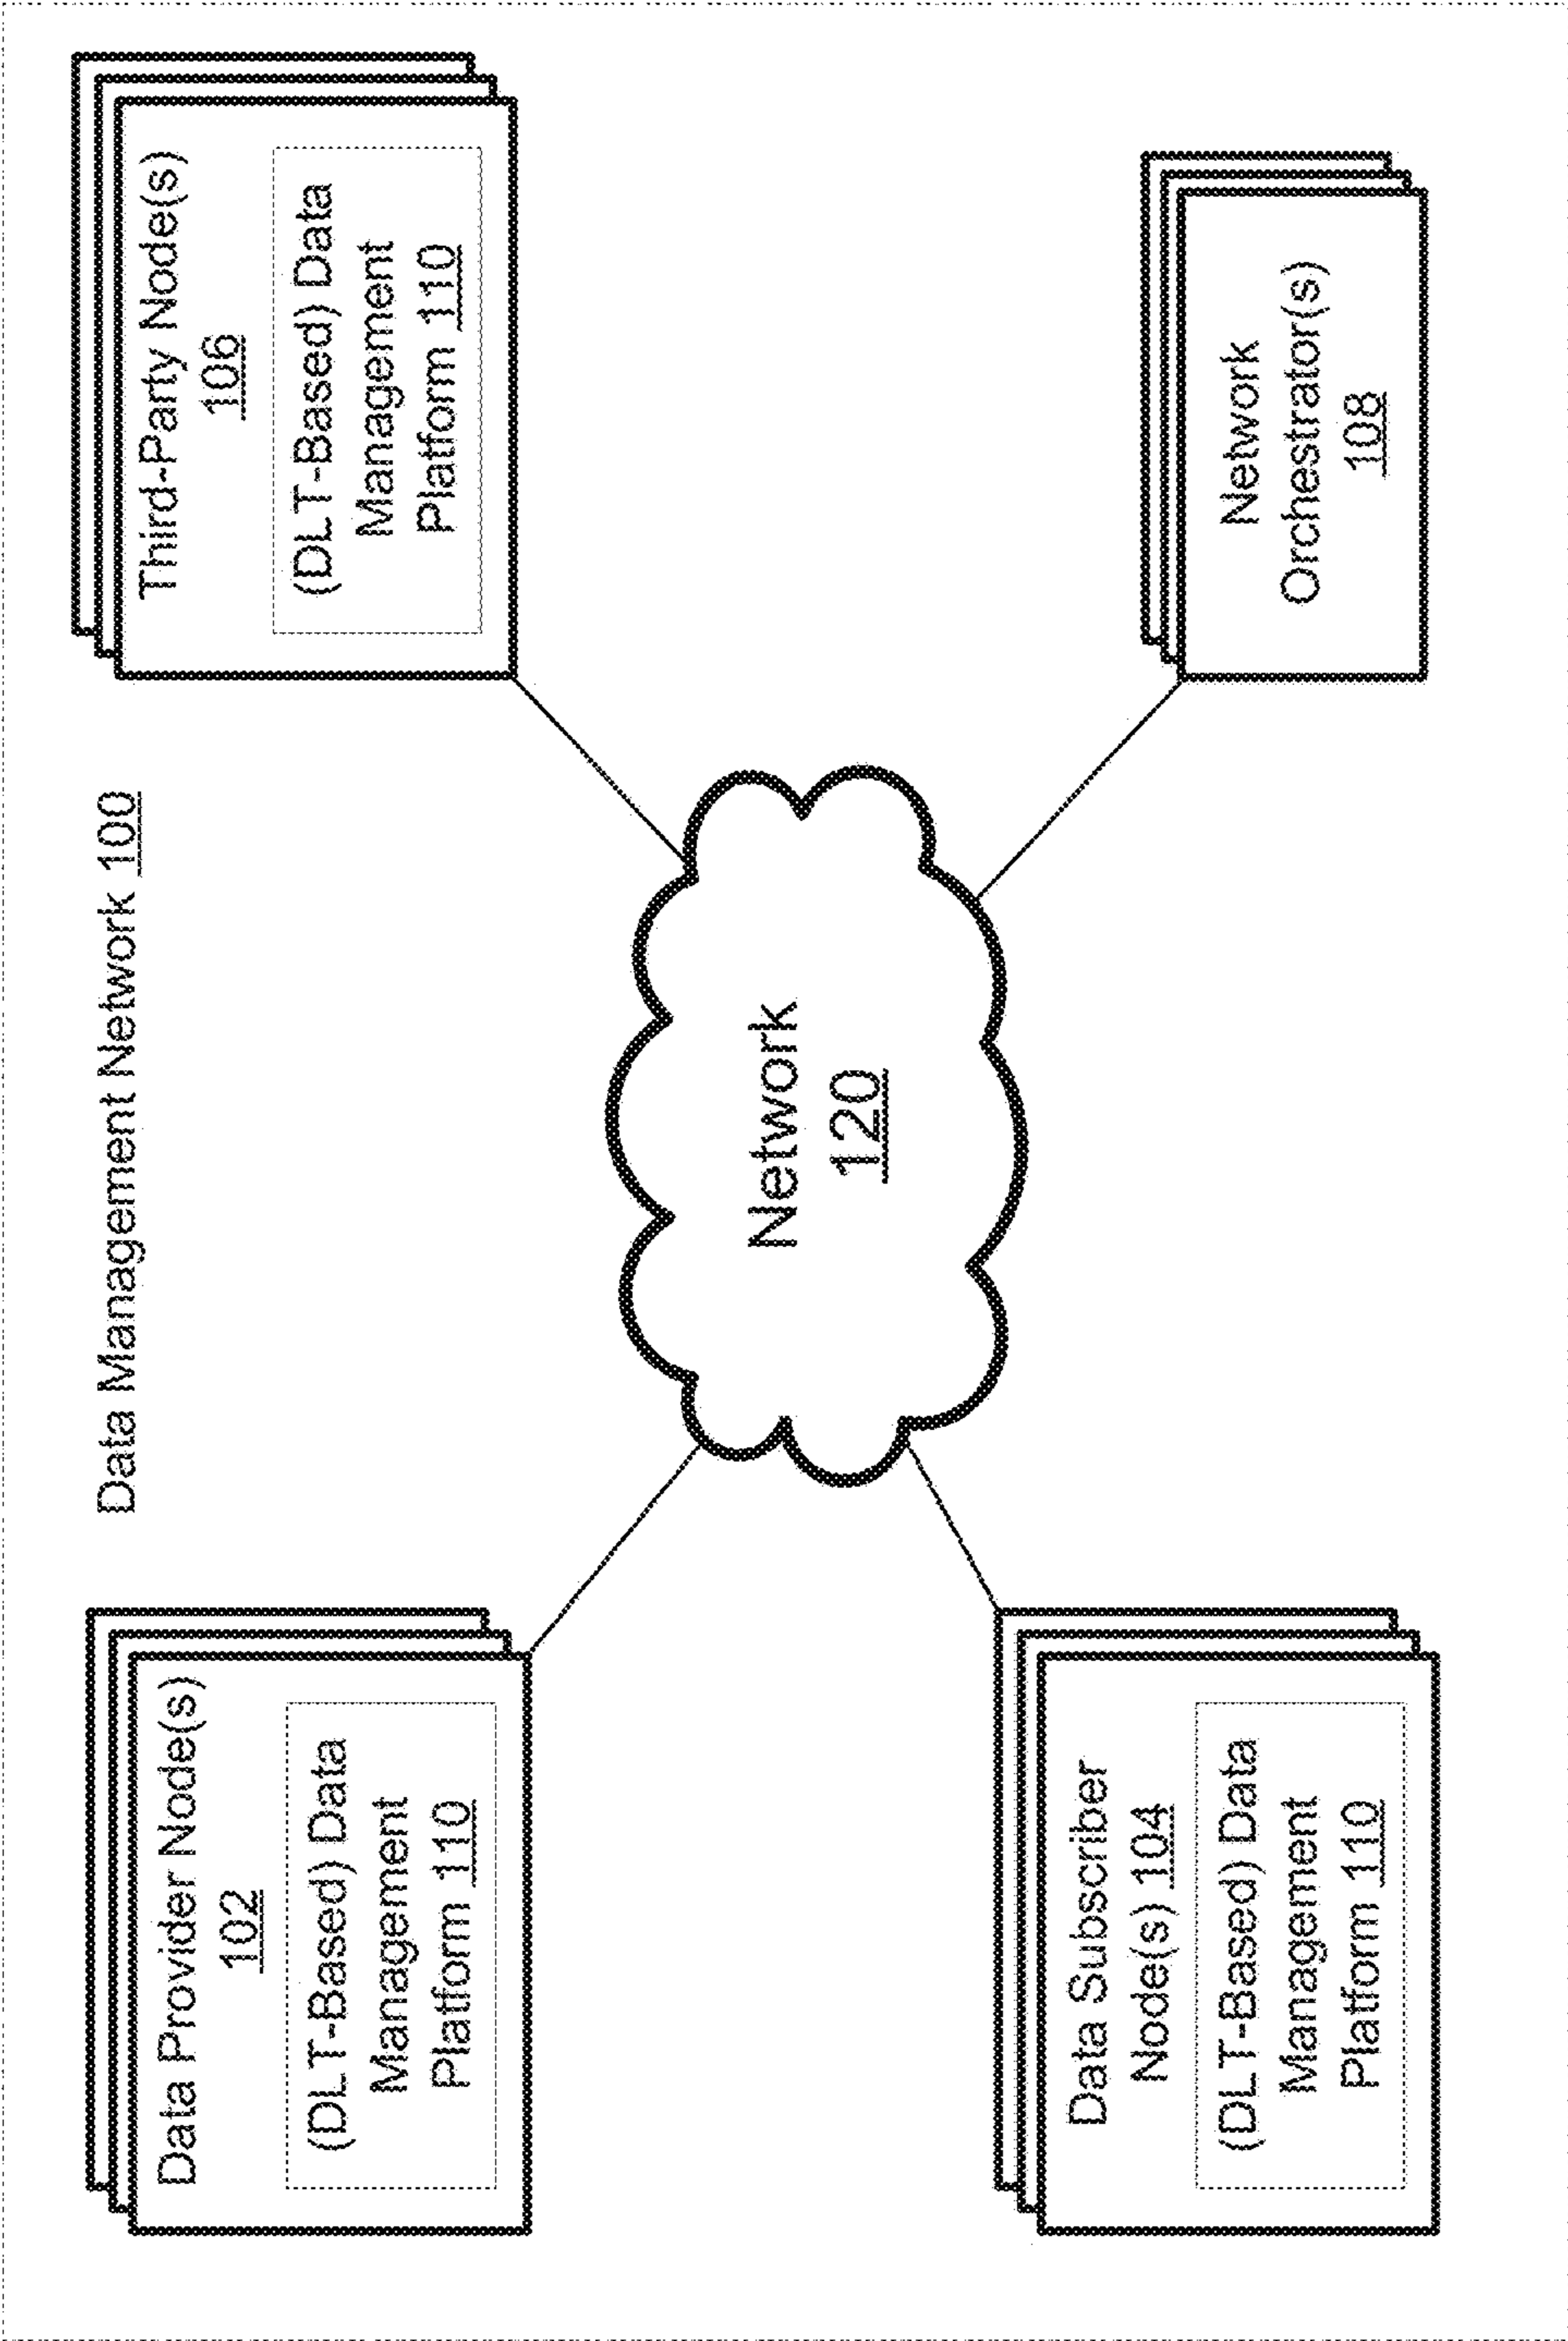 Data Management Network 100
Data Provider Node(s)
102
(DLT-Based) Data
Management
Platform 110
Third-Party Node(s)
106
(DLT-Based) Data
Management
Platform 110
Network
120
Data Subscriber
Node(s) 104
(DLT-Based) Data
Management
Platform 110
Network
Orchestrator(s)
108